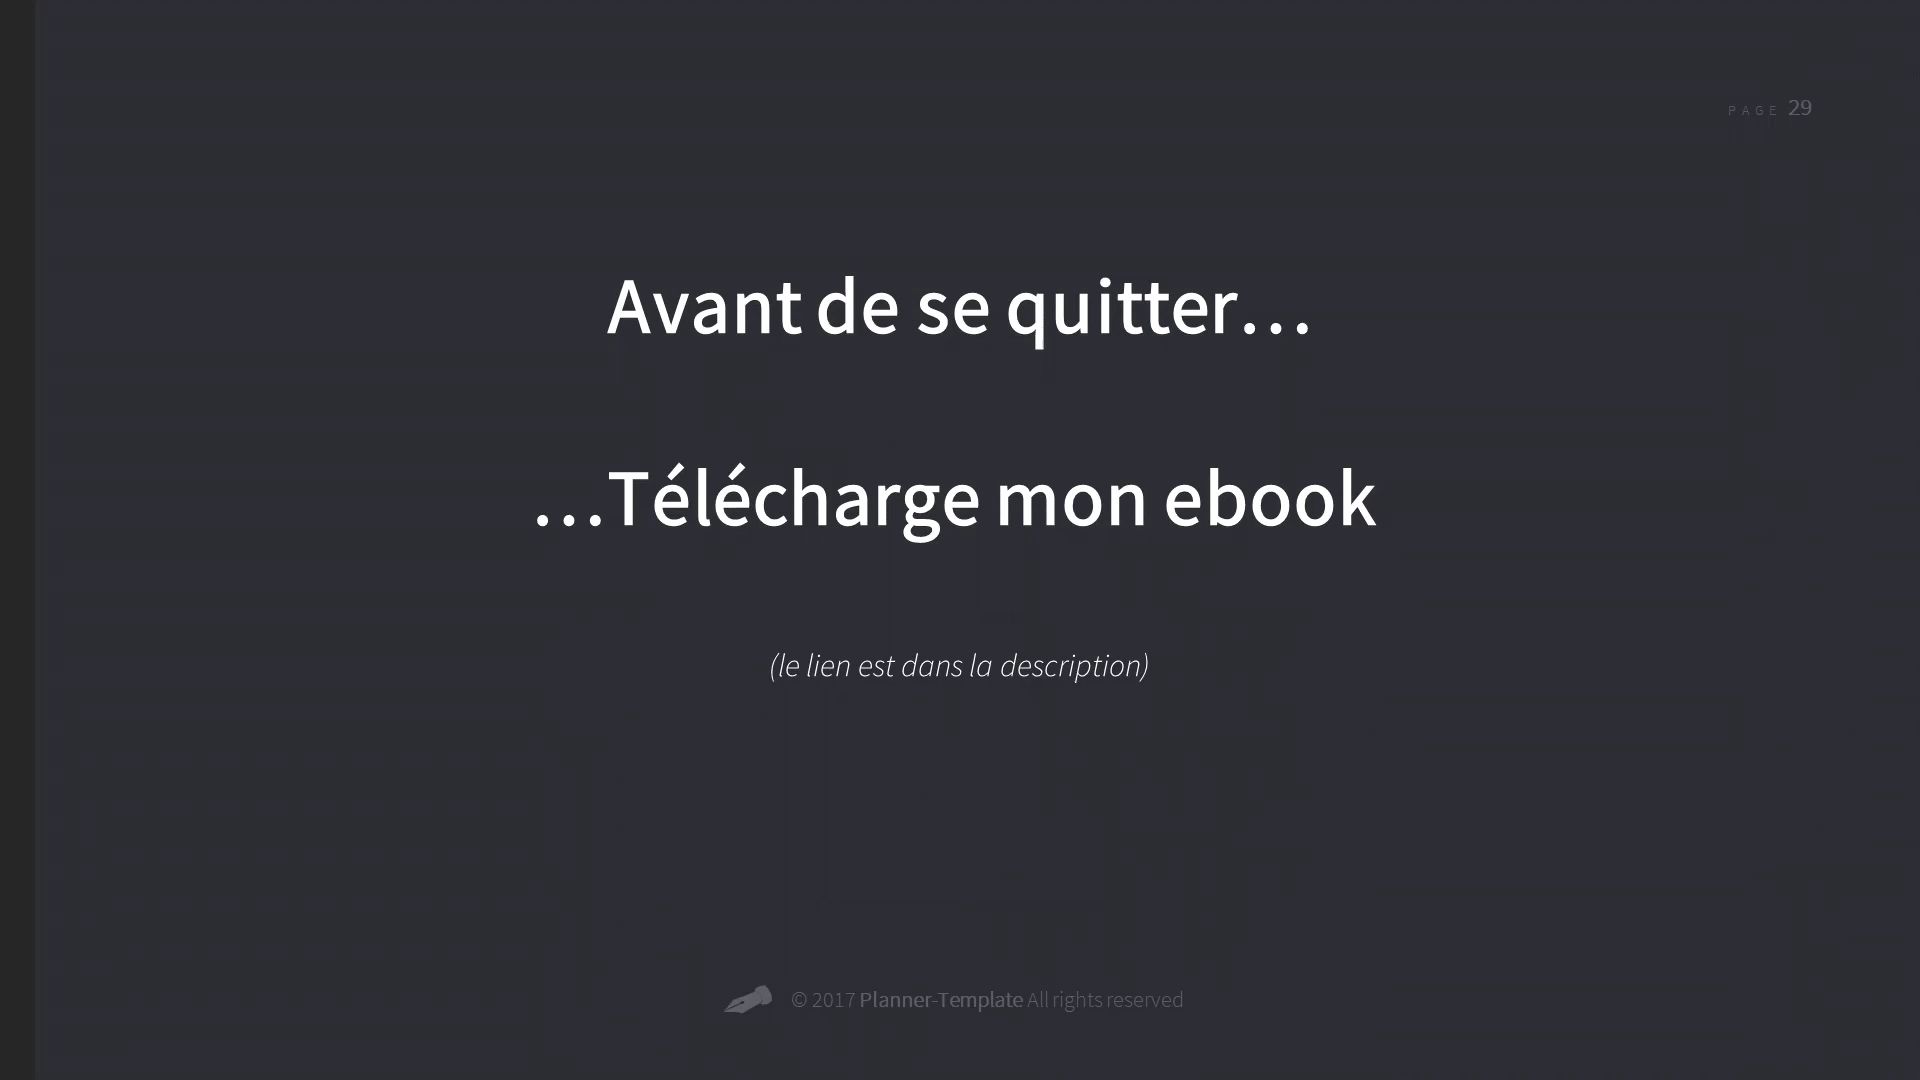 PAGE 29
Avant de se quitter…
…Télécharge mon ebook
(le lien est dans la description)
© 2017 Planner-Template All rights reserved